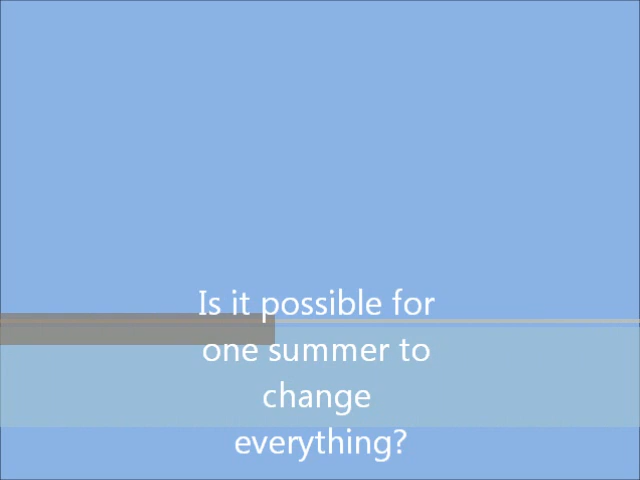 Is it possible for
one summer to
change
everything?